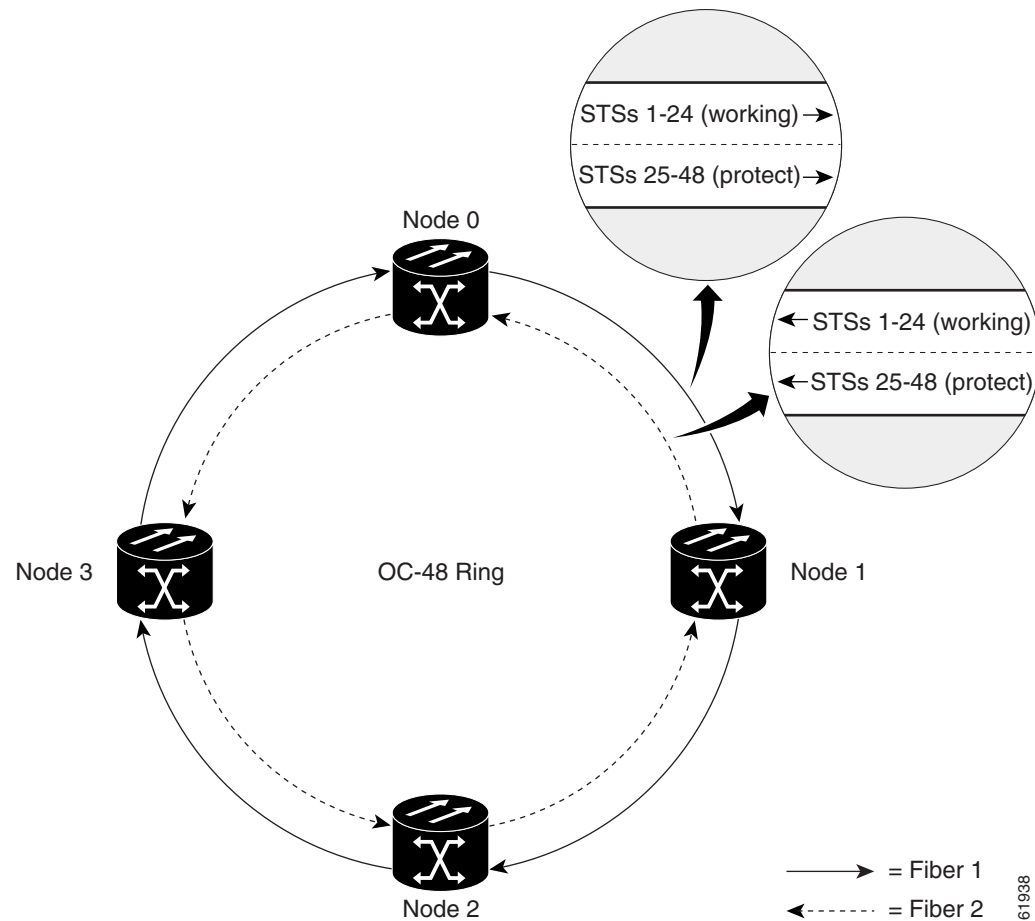 STSs 1-24 (working)
STSs 25-48 (protect)
Node 0
STSs 1-24 (working)
STSs 25-48 (protect)
Node 3
OC-48 Ring
Node 1
Node 2
= Fiber 1
= Fiber 2
61938